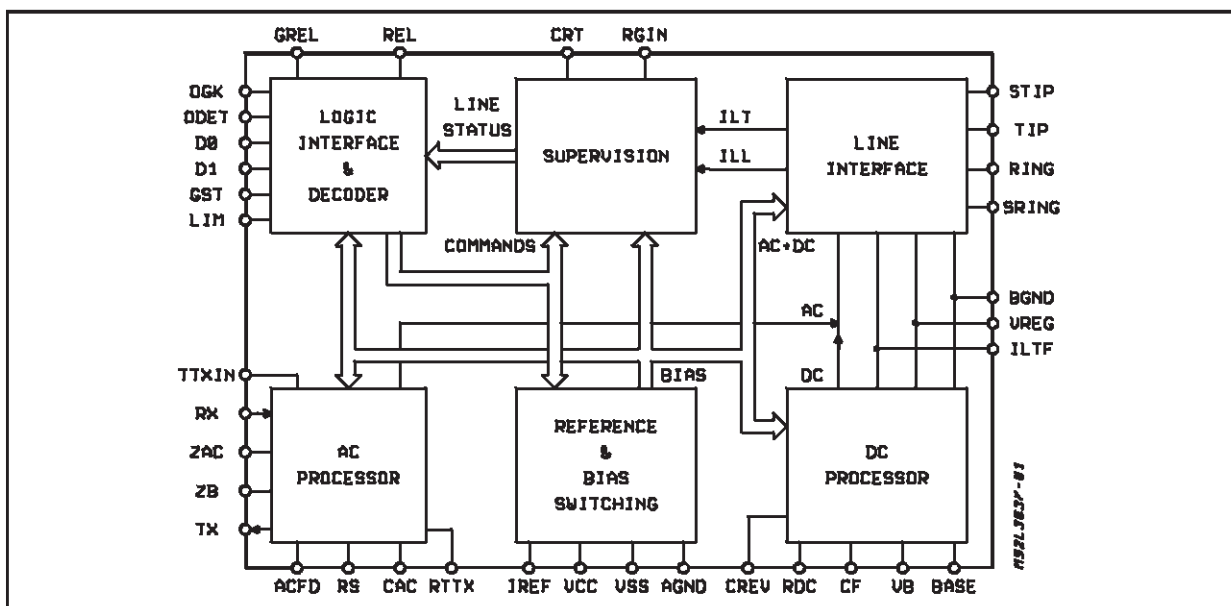 GREL REL CRT RGIN
OGK
ODET
D0
D1
GST
LIM
LOGIC
INTERFACE
&
DECODER
LINE
STATUS
SUPERVISION
ILT
ILL
LINE
INTERFACE
STIP
TIP
RING
SRING
COMMANDS
AC+DC
AC
BIAS
DC
BGND
VREG
ILTF
TTXIN
RX
ZAC
ZB
TX
AC
PROCESSOR
REFERENCE
&
BIAS
SWITCHING
DC
PROCESSOR
ACFD RS CAC RTTX IREF VCC VSS AGND CREV RDC CF VB BASE